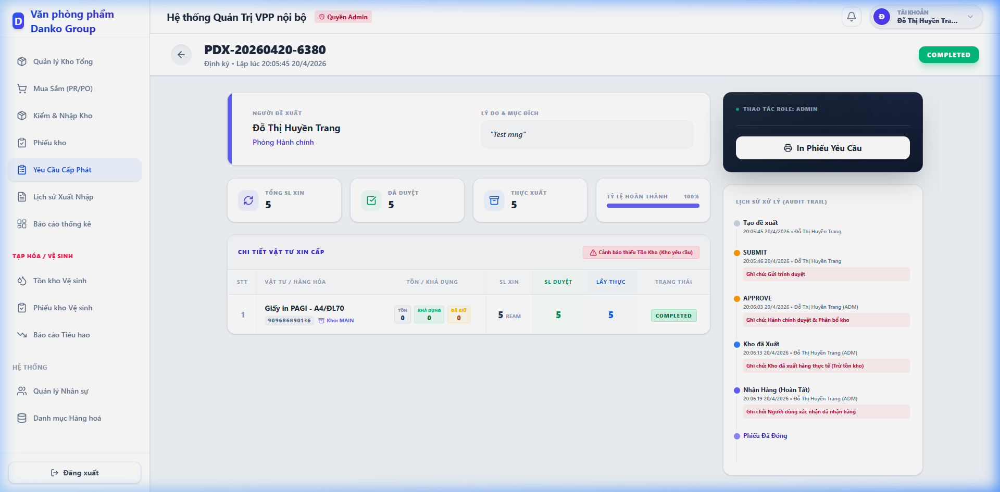 D
Văn phòng phẩm
Danko Group
Quản lý Kho Tổng
Mua Sắm (PR/PO)
Kiểm & Nhập Kho
Phiếu kho
Yêu Cầu Cấp Phát
Lịch sử Xuất Nhập
Báo cáo thống kê
TẠP HÓA / VỆ SINH
Tồn kho Vệ sinh
Phiếu kho Vệ sinh
Báo cáo Tiêu hao
HỆ THỐNG
Quản lý Nhân sự
Danh mục Hàng hoá
Đăng xuất
Hệ thống Quản Trị VPP nội bộ
Quyền Admin
Đ
TÀI KHOẢN
Đỗ Thị Huyền Tra...
PDX-20260420-6380
Định kỳ • Lập lúc 20:05:45 20/4/2026
COMPLETED
NGƯỜI ĐỀ XUẤT
Đỗ Thị Huyền Trang
Phòng Hành chính
LÝ DO & MỤC ĐÍCH
"Test mng"
TỔNG SL XIN
5
ĐÃ DUYỆT
5
THỰC XUẤT
5
TỶ LỆ HOÀN THÀNH 100%
CHI TIẾT VẬT TƯ XIN CẤP
Cảnh báo thiếu Tồn Kho (Kho yêu cầu)
STT VẬT TƯ / HÀNG HÓA TỒN / KHẢ DỤNG SL XIN SL DUYỆT LẤY THỰC TRẠNG THÁI
1
Giấy in PAGI - A4/ĐL70
909686890136 Kho: MAIN
TỒN
0
KHẢ DỤNG
0
ĐÃ GIỮ
0
5 REAM
5
5
COMPLETED
THAO TÁC ROLE: ADMIN
In Phiếu Yêu Cầu
LỊCH SỬ XỬ LÝ (AUDIT TRAIL)
Tạo đề xuất
20:05:45 20/4/2026 • Đỗ Thị Huyền Trang
SUBMIT
20:05:46 20/4/2026 • Đỗ Thị Huyền Trang
Ghi chú: Gửi trình duyệt
APPROVE
20:06:03 20/4/2026 • Đỗ Thị Huyền Trang (ADM)
Ghi chú: Hành chính duyệt & Phân bổ kho
Kho đã Xuất
20:06:13 20/4/2026 • Đỗ Thị Huyền Trang (ADM)
Ghi chú: Kho đã xuất hàng thực tế (Trừ tồn kho)
Nhận Hàng (Hoàn Tất)
20:06:19 20/4/2026 • Đỗ Thị Huyền Trang (ADM)
Ghi chú: Người dùng xác nhận đã nhận hàng
Phiếu Đã Đóng